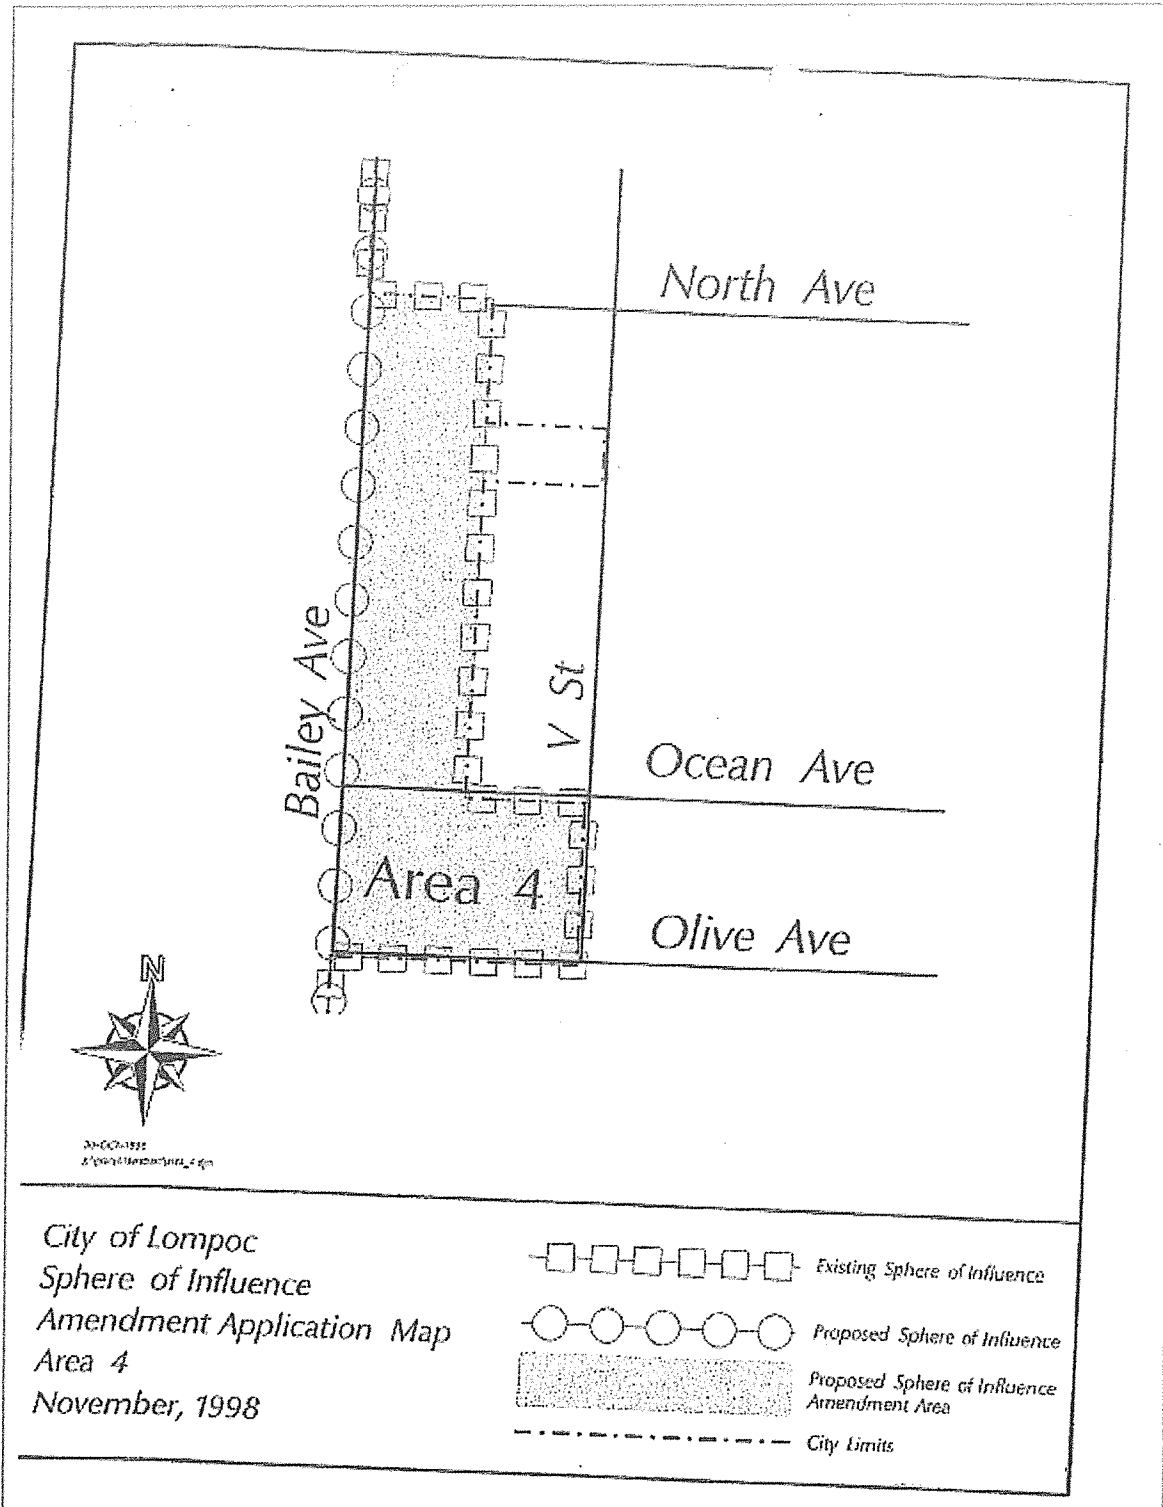 North Ave
Bailey Ave
V St
Ocean Ave
Area 4
Olive Ave
N
City of Lompoc
Sphere of Influence
Amendment Application Map
Area 4
November, 1998
Existing Sphere of Influence
Proposed Sphere of Influence
Proposed Sphere of Influence
Amendment Area
City Limits